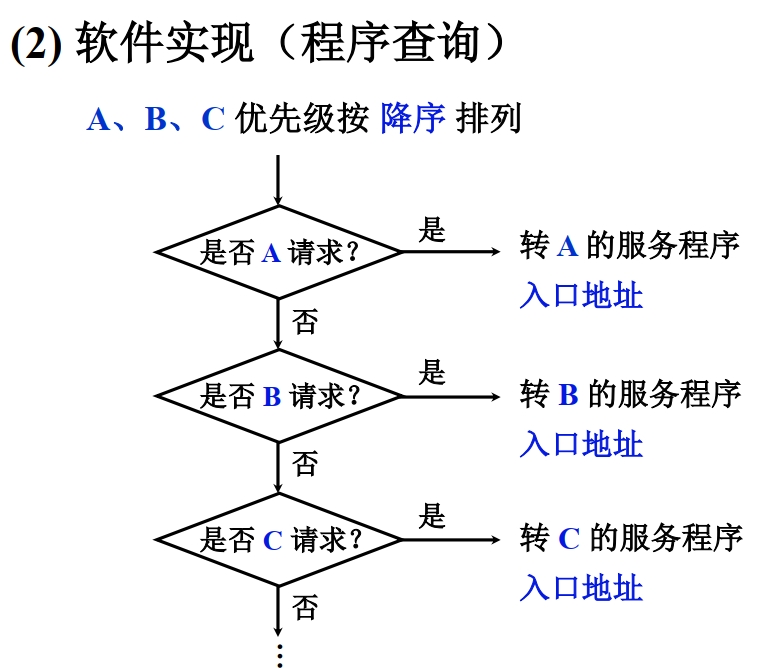 (2) 软件实现（程序查询）
A、B、C 优先级按 降序 排列
是否 A 请求？
是
转 A 的服务程序
入口地址
否
是否 B 请求？
是
转 B 的服务程序
入口地址
否
是否 C 请求？
是
转 C 的服务程序
入口地址
否
…